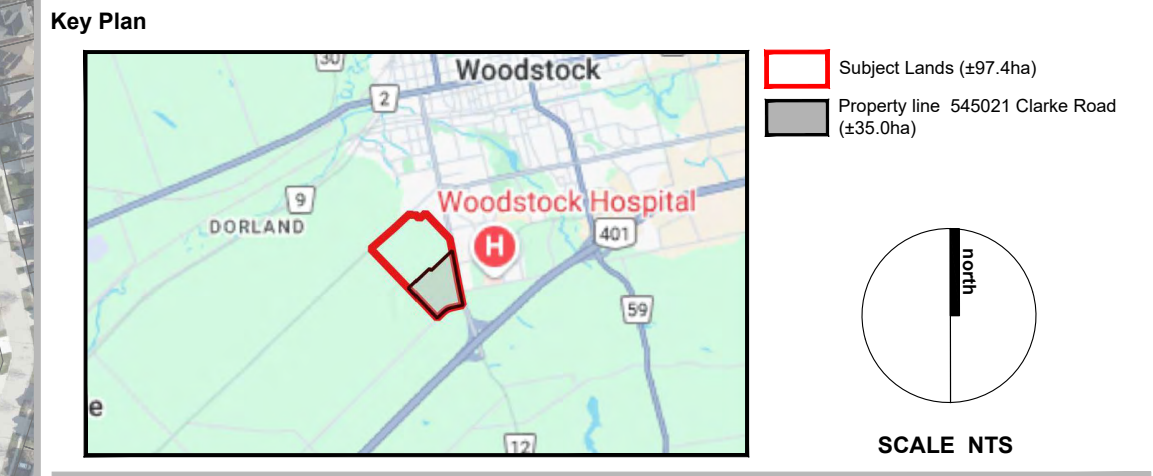 Key Plan
30
Woodstock
2
9
DORLAND
Woodstock Hospital
H
401
59
e
12
Subject Lands (±97.4ha)
Property line 545021 Clarke Road
(±35.0ha)
north
SCALE NTS